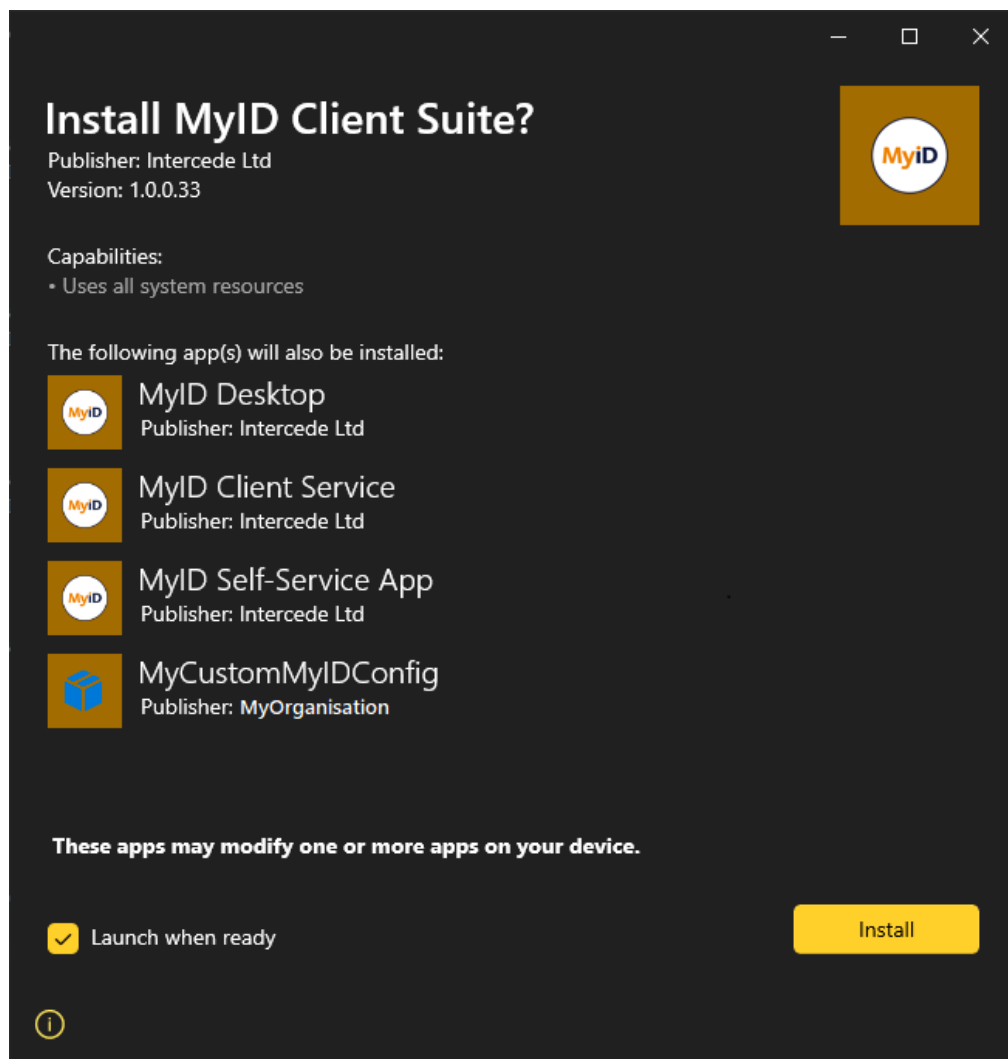 Install MyID Client Suite?
Publisher: Intercede Ltd
Version: 1.0.0.33
MyiD
Capabilities:
• Uses all system resources
The following app(s) will also be installed:
MyiD
MyID Desktop
Publisher: Intercede Ltd
MyiD
MyID Client Service
Publisher: Intercede Ltd
MyiD
MyID Self-Service App
Publisher: Intercede Ltd
MyCustomMyIDConfig
Publisher: MyOrganisation
These apps may modify one or more apps on your device.
Launch when ready
Install